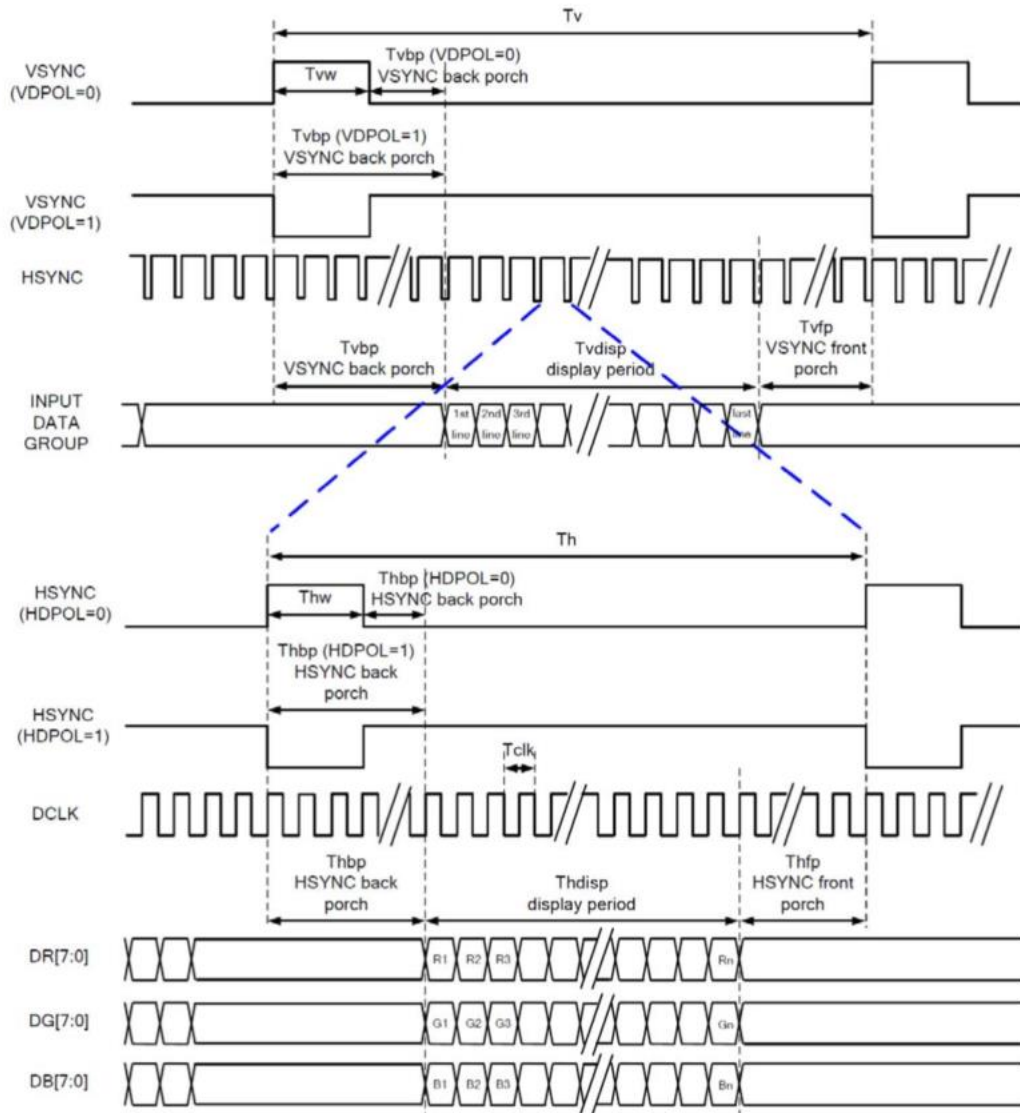 Tv
VSYNC
(VDPOL=0)
Tvw
Tvbp (VDPOL=0)
VSYNC back porch
Tvbp (VDPOL=1)
VSYNC back porch
VSYNC
(VDPOL=1)
HSYNC
Tvbp
VSYNC back porch
Tvdisp
display period
Tvfp
VSYNC front
porch
INPUT
DATA
GROUP
1st
line
2nd
line
3rd
line
last
line
Th
HSYNC
(HDPOL=0)
Thw
Thbp (HDPOL=0)
HSYNC back porch
Thbp (HDPOL=1)
HSYNC back
porch
HSYNC
(HDPOL=1)
Tclk
DCLK
Thbp
HSYNC back
porch
Thdisp
display period
Thfp
HSYNC front
porch
DR[7:0]
R1 R2 R3 Rn
DG[7:0]
G1 G2 G3 Gn
DB[7:0]
B1 B2 B3 Bn